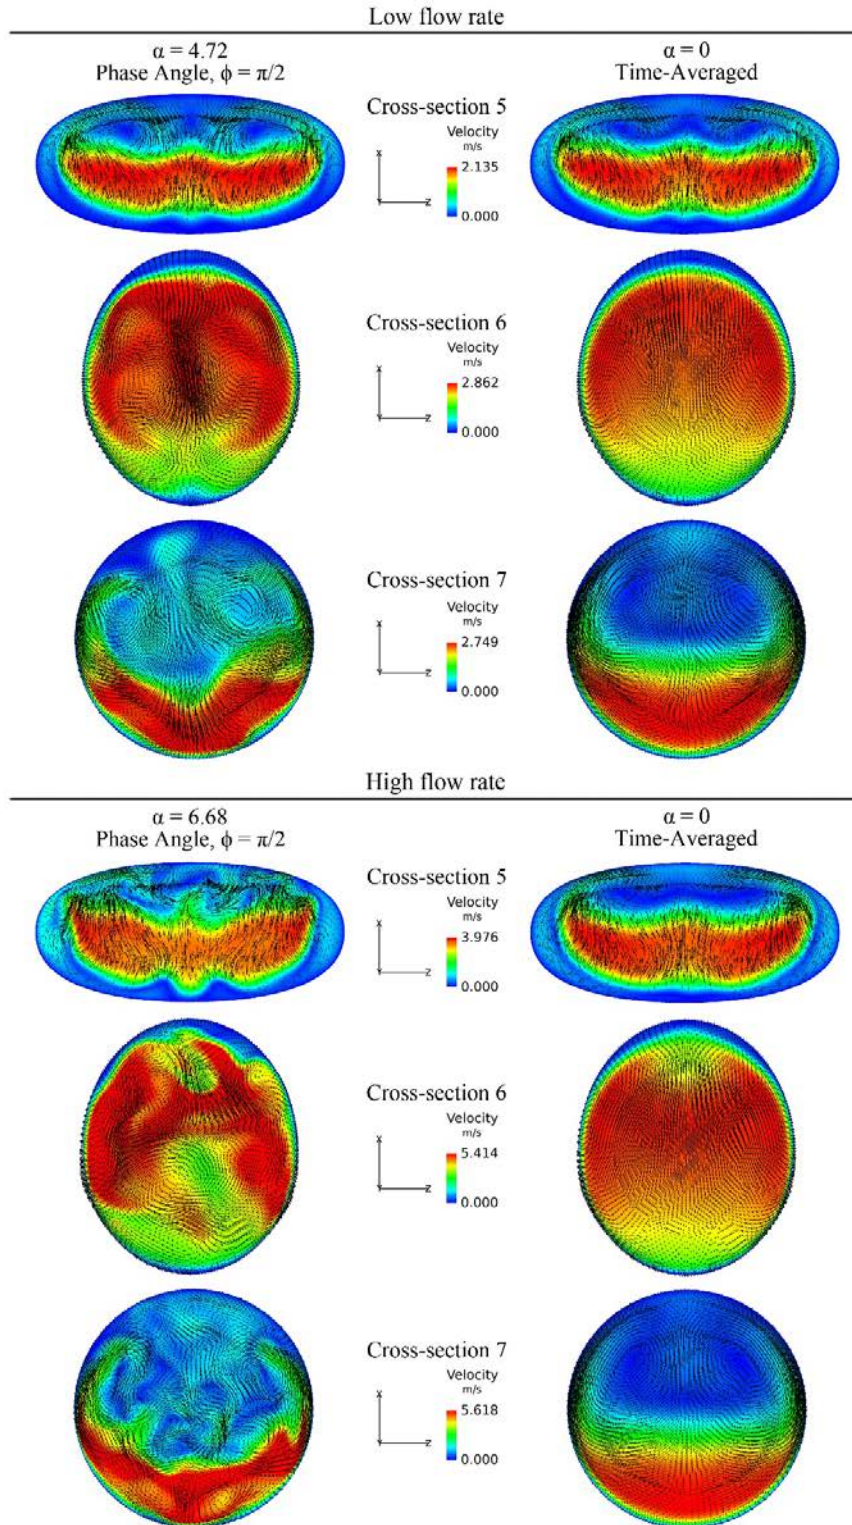 Low flow rate
α = 4.72
Phase Angle, ϕ = π/2
α = 0
Time-Averaged
Cross-section 5
Velocity
m/s
2.135
0.000
X
Y
Z
Cross-section 6
Velocity
m/s
2.862
0.000
X
Y
Z
Cross-section 7
Velocity
m/s
2.749
0.000
X
Y
Z
High flow rate
α = 6.68
Phase Angle, ϕ = π/2
α = 0
Time-Averaged
Cross-section 5
Velocity
m/s
3.976
0.000
X
Y
Z
Cross-section 6
Velocity
m/s
5.414
0.000
X
Y
Z
Cross-section 7
Velocity
m/s
5.618
0.000
X
Y
Z